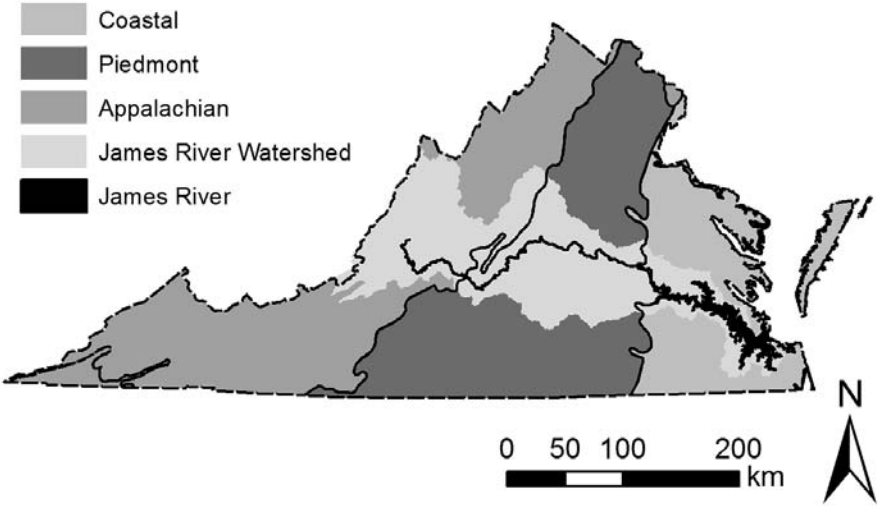 Coastal
Piedmont
Appalachian
James River Watershed
James River
N
0 50 100 200
km